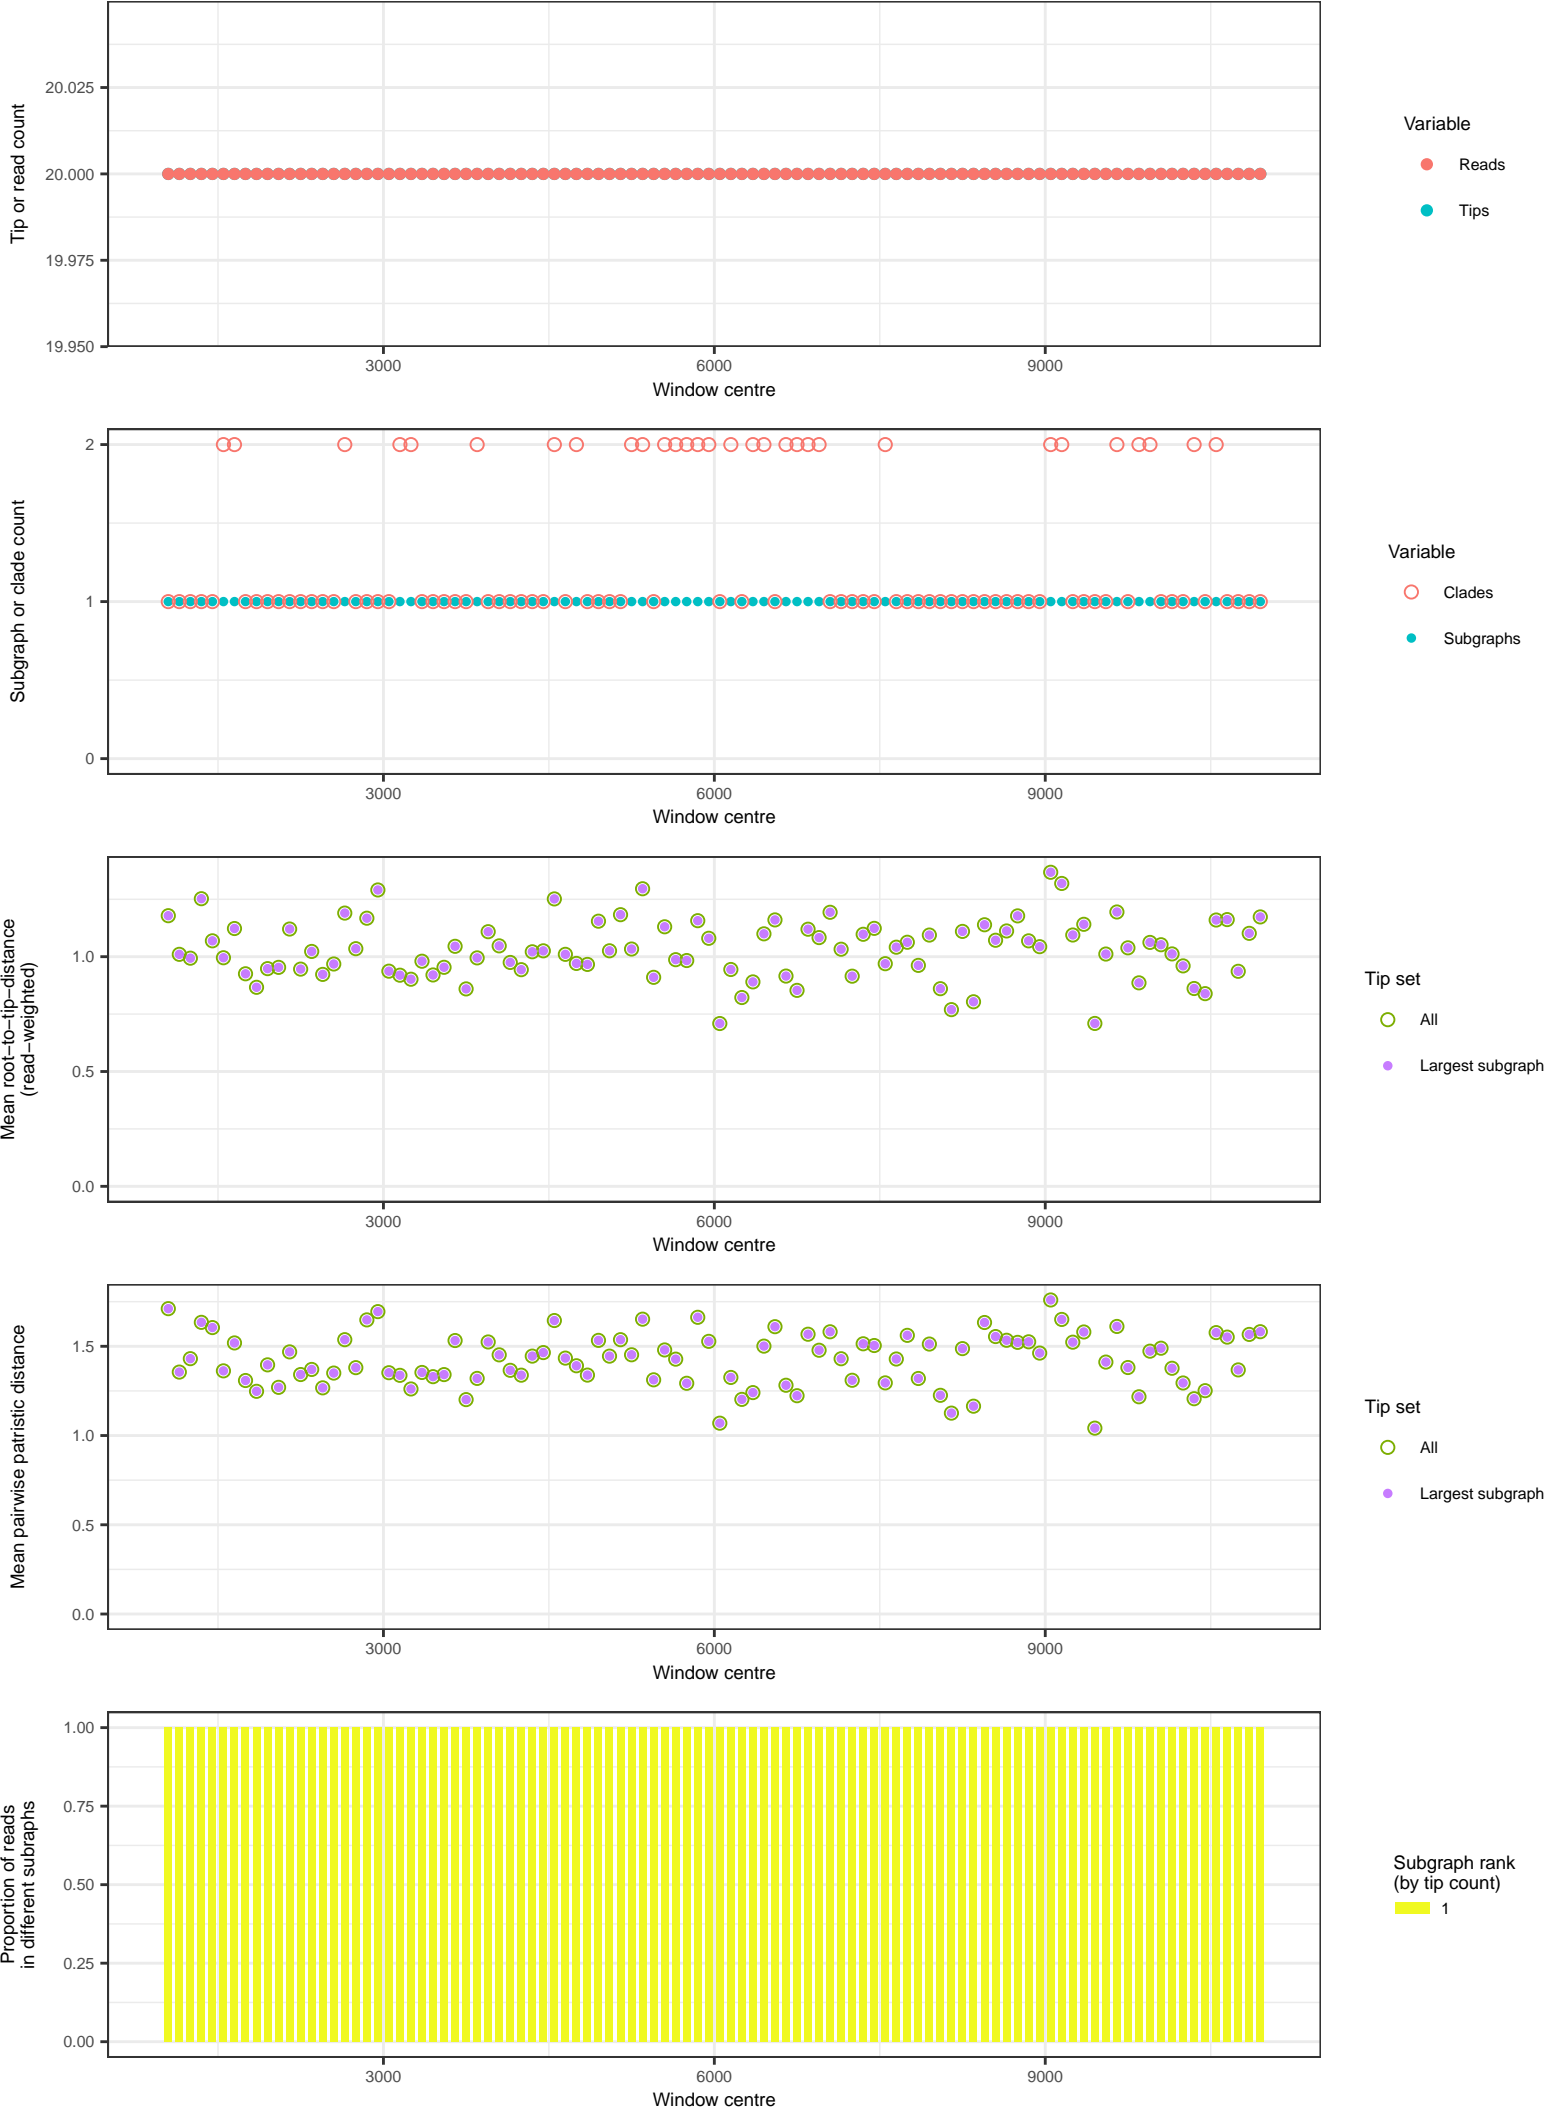 20.025
20.000
19.975
19.950
Tip or read count
3000
6000
9000
Window centre
Variable
Reads
Tips
2
1
0
Subgraph or clade count
3000
6000
9000
Window centre
Variable
Clades
Subgraphs
1.0
0.5
0.0
Mean root−to−tip−distance
(read−weighted)
3000
6000
9000
Window centre
Tip set
All
Largest subgraph
1.5
1.0
0.5
0.0
Mean pairwise patristic distance
3000
6000
9000
Window centre
Tip set
All
Largest subgraph
1.00
0.75
0.50
0.25
0.00
Proportion of reads
in different subraphs
3000
6000
9000
Window centre
Subgraph rank
(by tip count)
1